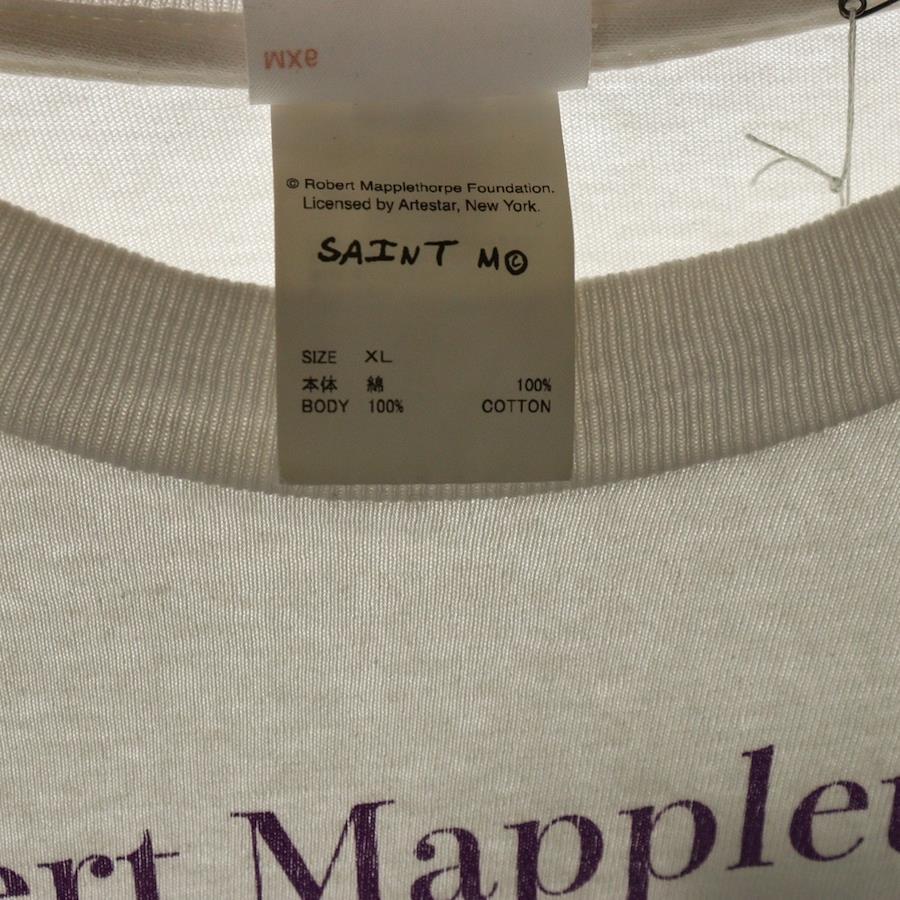 MX6
© Robert Mapplethorpe Foundation.
Licensed by Artestar, New York.
SAINT M©
SIZE XL
本体 綿 100%
BODY 100% COTTON
ert Mapple